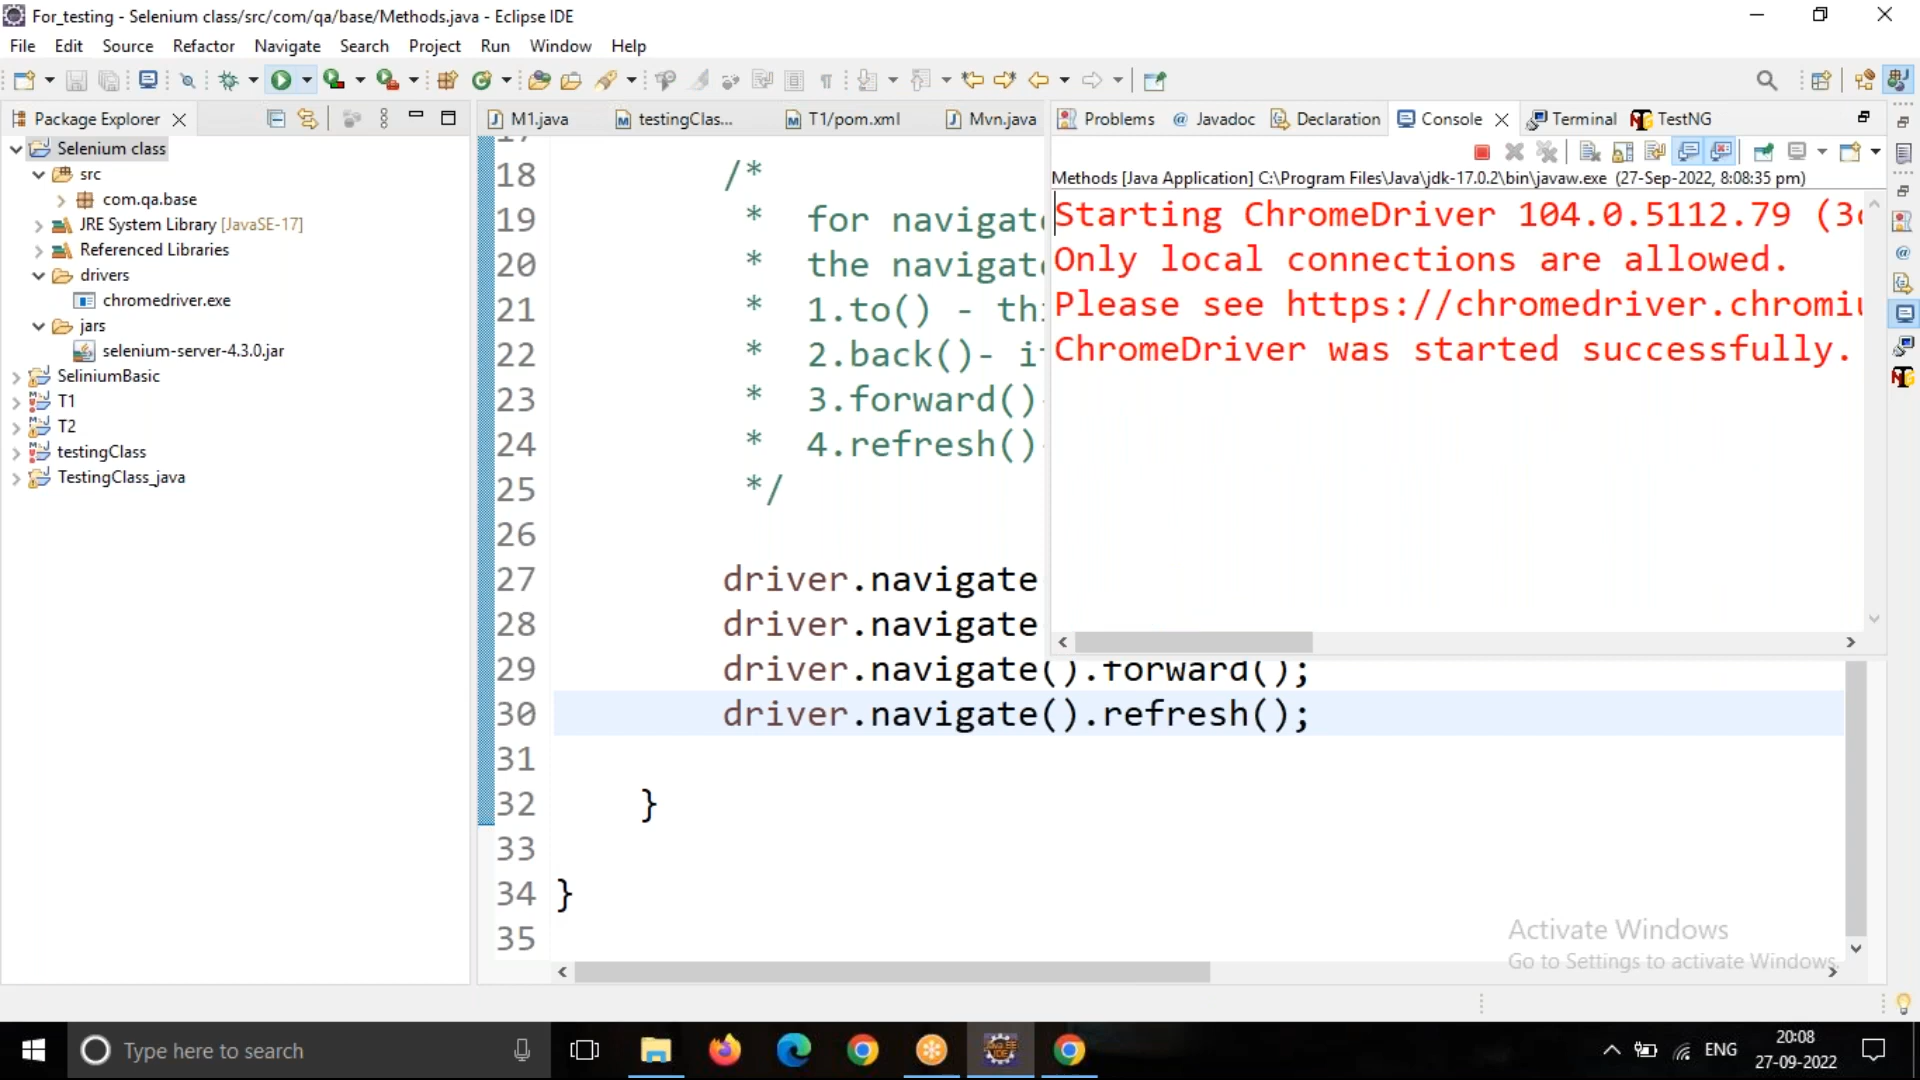 For_testing - Selenium class/src/com/qa/base/Methods.java - Eclipse IDE
File Edit Source Refactor Navigate Search Project Run Window Help
Package Explorer
Selenium class
src
com.qa.base
JRE System Library [JavaSE-17]
Referenced Libraries
drivers
chromedriver.exe
jars
selenium-server-4.3.0.jar
SeliniumBasic
T1
T2
testingClass
TestingClass_java
M1.java testingClas... T1/pom.xml Mvn.java
18 /*
19 * for navigat
20 * the navigat
21 * 1.to() - th
22 * 2.back()- i
23 * 3.forward()
24 * 4.refresh()
25 */
26
27 driver.navigate
28 driver.navigate
29 driver.navigate().forward();
30 driver.navigate().refresh();
31
32 }
33
34 }
35
Problems Javadoc Declaration Console Terminal TestNG
Methods [Java Application] C:\Program Files\Java\jdk-17.0.2\bin\javaw.exe (27-Sep-2022, 8:08:35 pm)
Starting ChromeDriver 104.0.5112.79 (3
Only local connections are allowed.
Please see https://chromedriver.chromi
ChromeDriver was started successfully.
Activate Windows
Go to Settings to activate Windows.
Type here to search
ENG
20:08
27-09-2022